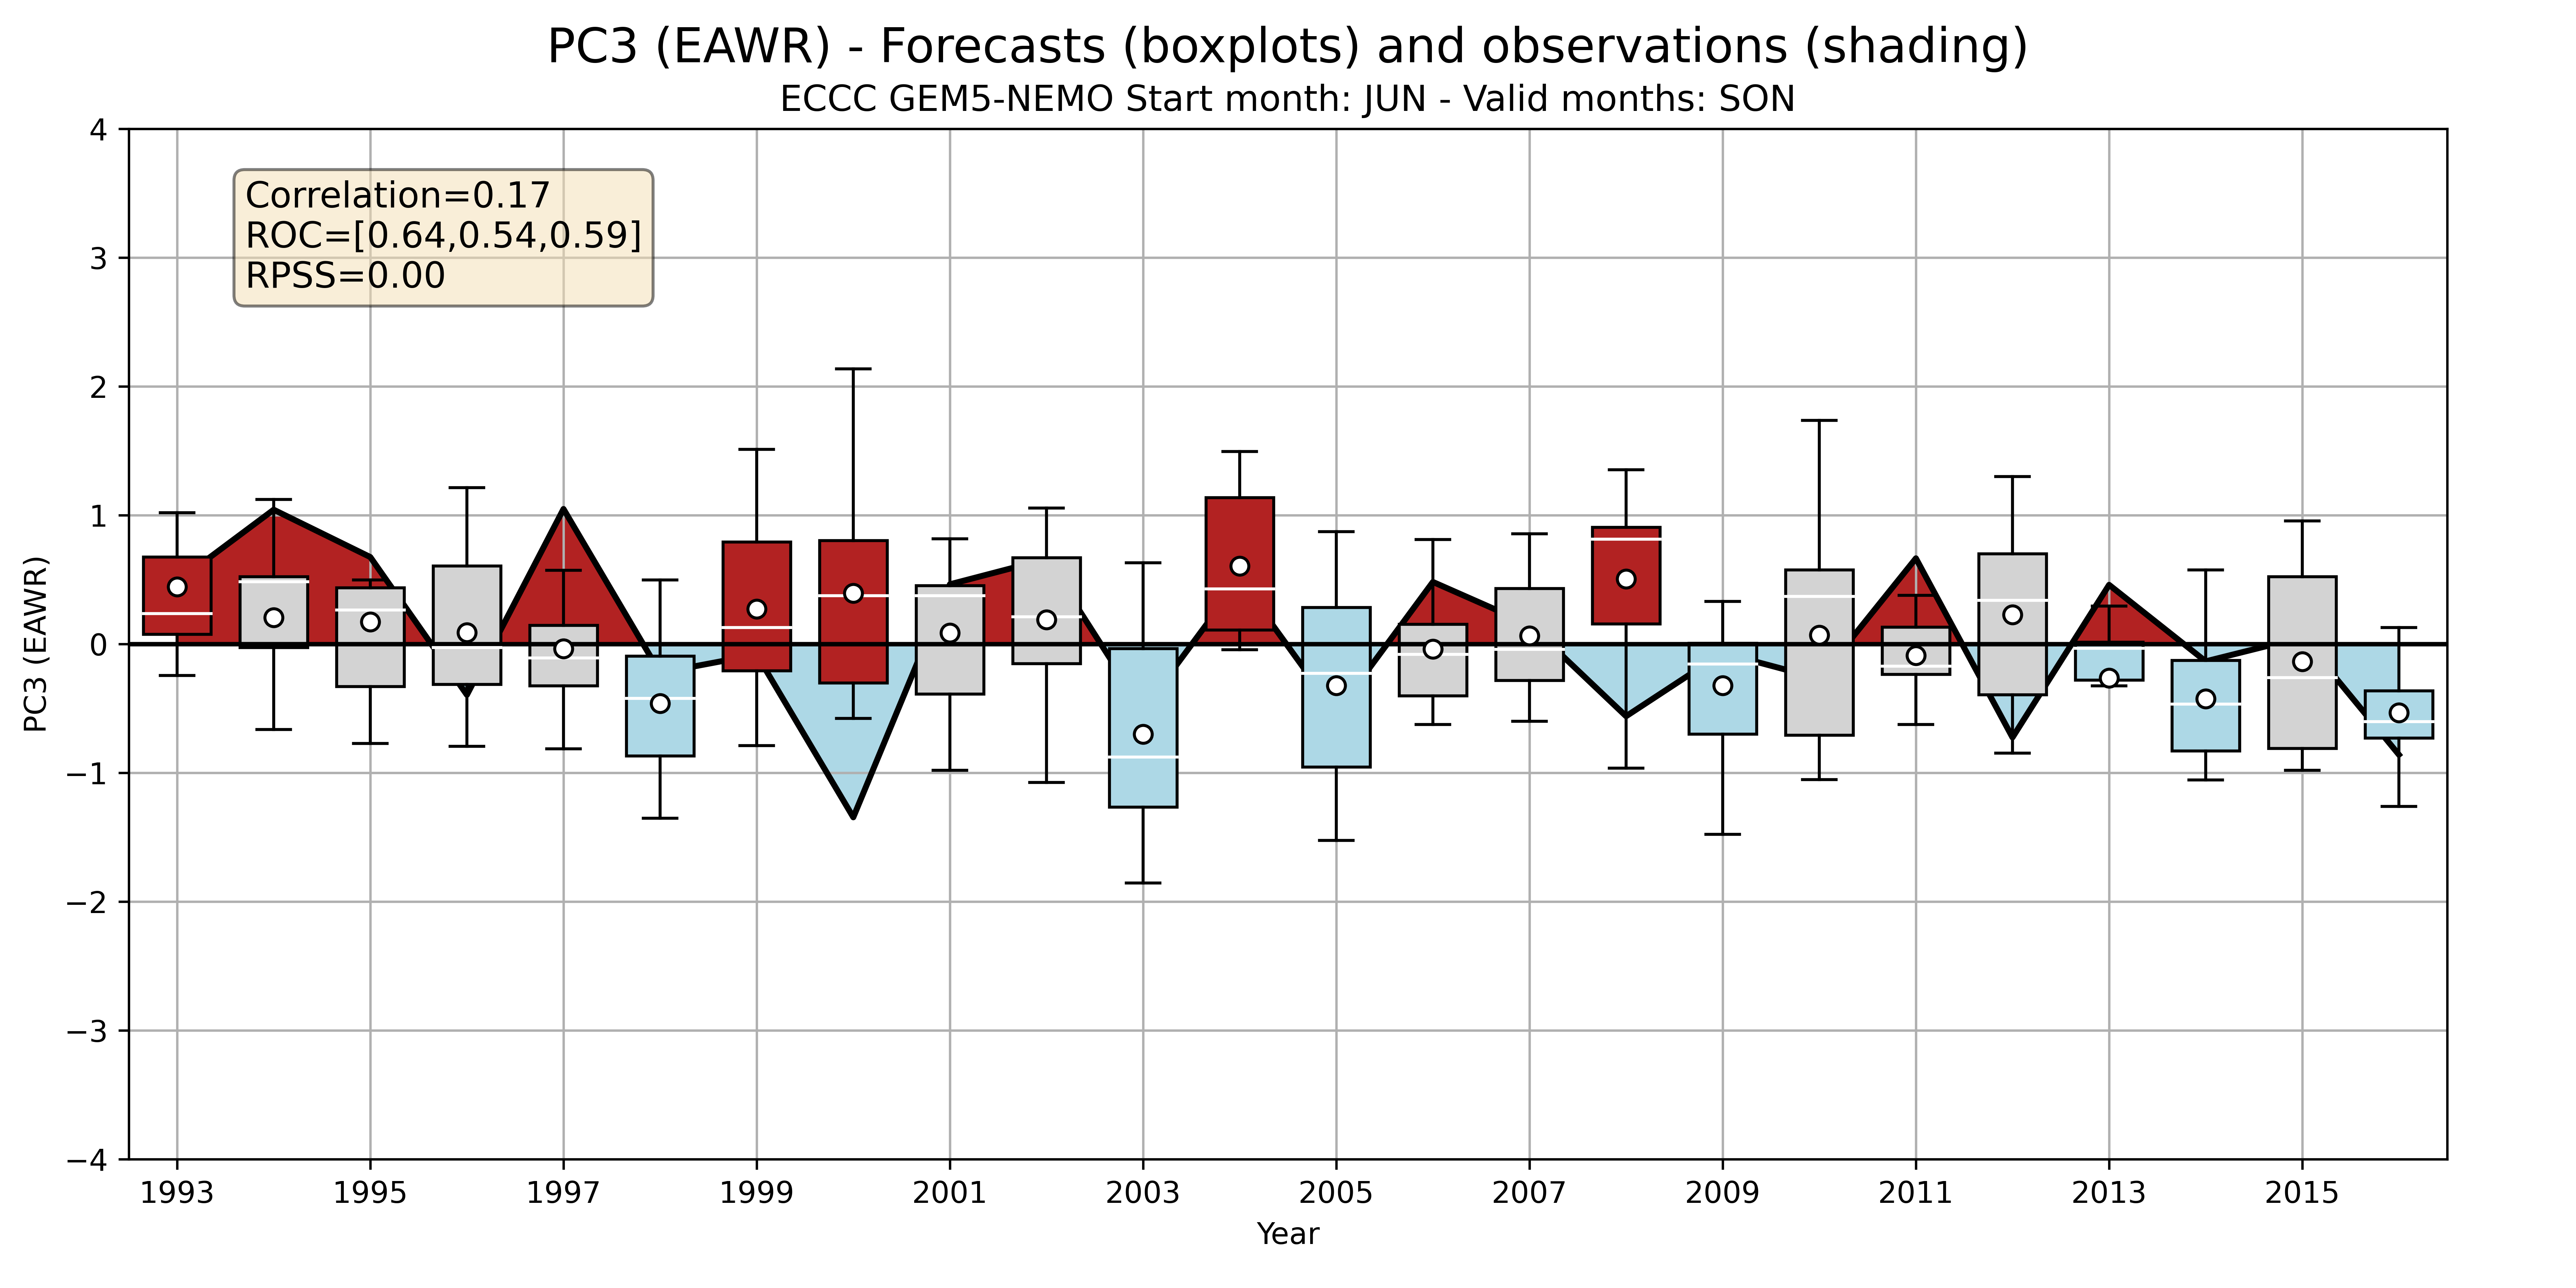 PC3 (EAWR) - Forecasts (boxplots) and observations (shading)
ECCC GEM5-NEMO Start month: JUN - Valid months: SON
Correlation=0.17
ROC=[0.64,0.54,0.59]
RPSS=0.00
PC3 (EAWR)
4
3
2
1
0
−1
−2
−3
−4
1993 1995 1997 1999 2001 2003 2005 2007 2009 2011 2013 2015
Year